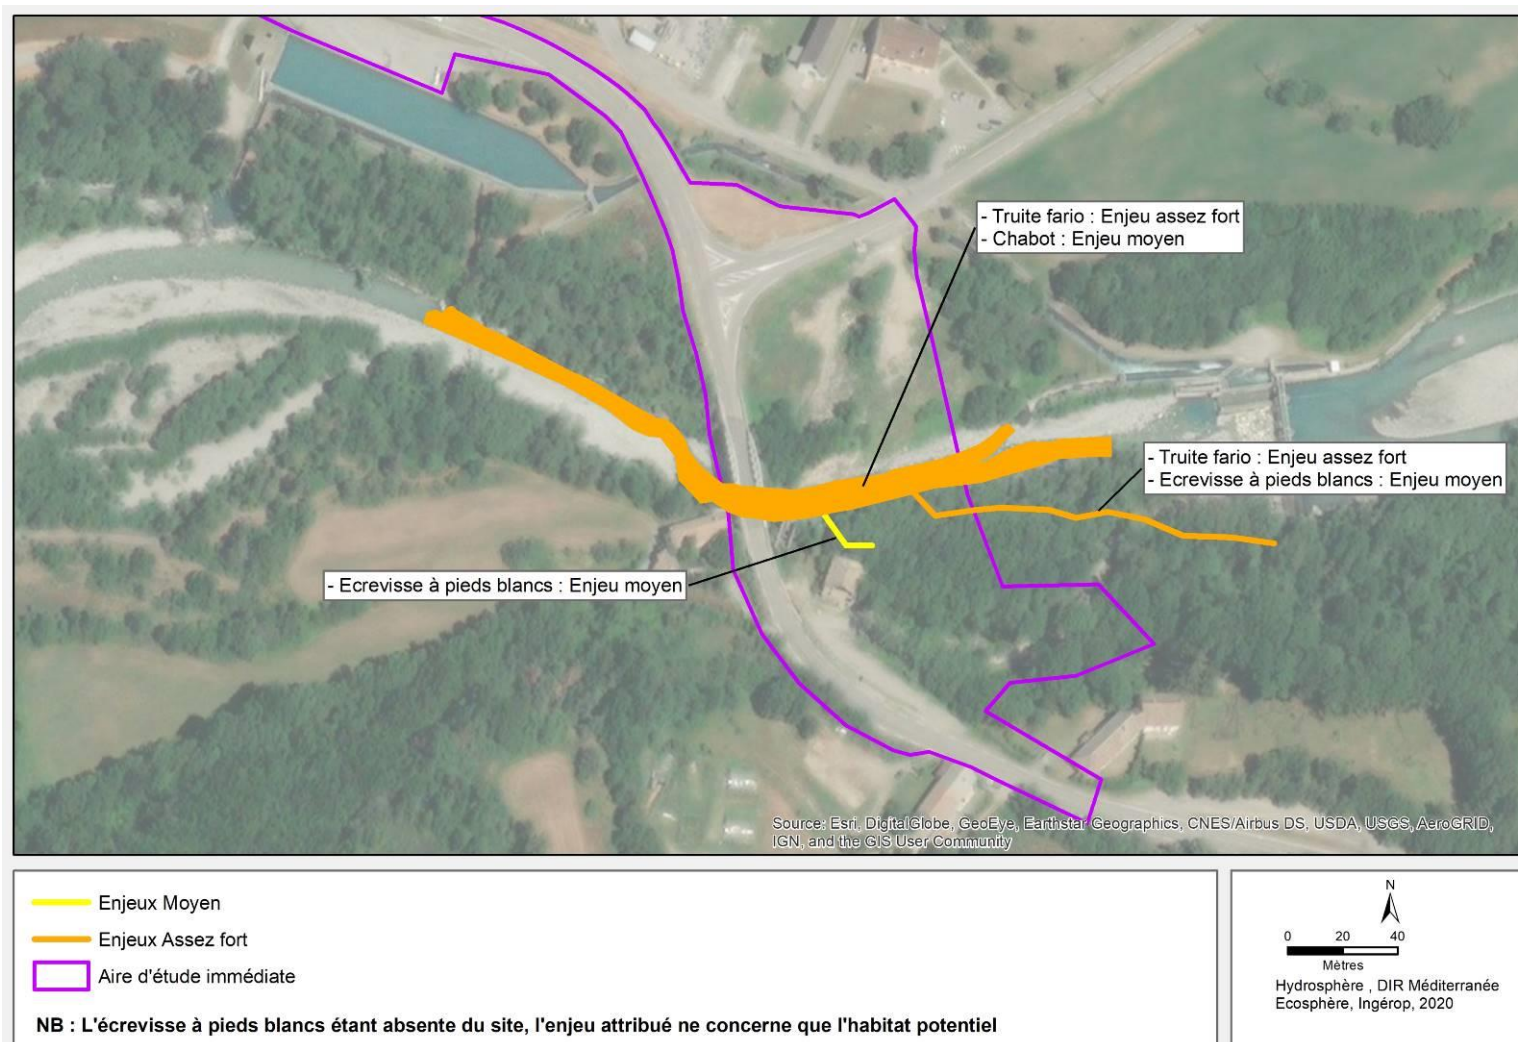 - Truite fario : Enjeu assez fort
- Chabot : Enjeu moyen
- Truite fario : Enjeu assez fort
- Ecrevisse à pieds blancs : Enjeu moyen
- Ecrevisse à pieds blancs : Enjeu moyen
Source: Esri, DigitalGlobe, GeoEye, Earthstar Geographics, CNES/Airbus DS, USDA, USGS, AeroGRID,
IGN, and the GIS User Community
Enjeux Moyen
Enjeux Assez fort
Aire d'étude immédiate
NB : L'écrevisse à pieds blancs étant absente du site, l'enjeu attribué ne concerne que l'habitat potentiel
N
0 20 40
Mètres
Hydrosphère , DIR Méditerranée
Ecosphère, Ingérop, 2020